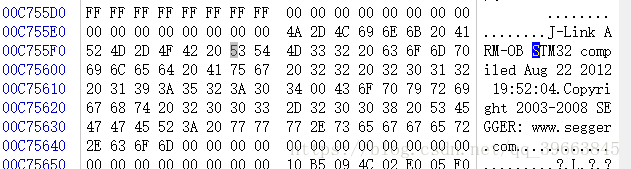 00C755D0 FF FF FF FF FF FF FF FF 00 00 00 00 00 00 00 00 ........
00C755E0 00 00 00 00 00 00 00 00 4A 2D 4C 69 6E 6B 20 41 ........J-Link A
00C755F0 52 4D 2D 4F 42 20 53 54 4D 33 32 20 63 6F 6D 70 RM-OB STM32 comp
00C75600 69 6C 65 64 20 41 75 67 20 32 32 20 32 30 31 32 iled Aug 22 2012
00C75610 20 31 39 3A 35 32 3A 30 34 00 43 6F 70 79 72 69 19:52:04.Copyri
00C75620 67 68 74 20 32 30 30 33 2D 32 30 30 38 20 53 45 ght 2003-2008 SE
00C75630 47 47 45 52 3A 20 77 77 77 2E 73 65 67 67 65 72 GGER: www.segger
00C75640 2E 63 6F 6D 00 00 00 00 00 00 00 00 00 00 00 00 .com............
00C75650 00 00 00 00 00 00 00 00 10 B5 09 4C 02 E0 05 F0 ........?.L.?.?